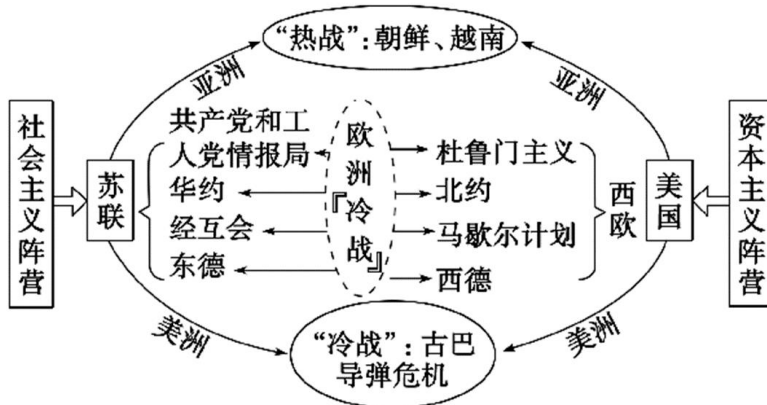 “热战”:朝鲜、越南
亚洲
亚洲
社会主义阵营
苏联
共产党和工
人党情报局
华约
经互会
东德
欧洲『冷战』
杜鲁门主义
北约
马歇尔计划
西德
西欧
美国
资本主义阵营
美洲
美洲
“冷战”:古巴
导弹危机